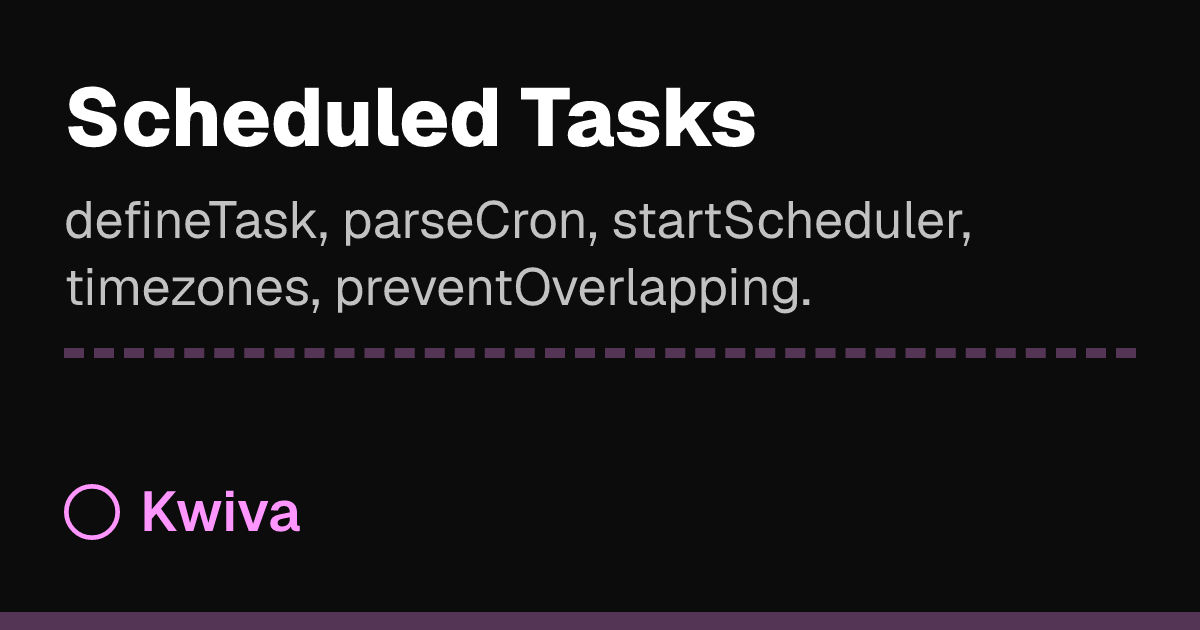 Scheduled Tasks
defineTask, parseCron, startScheduler,
timezones, preventOverlapping.
Kwiva